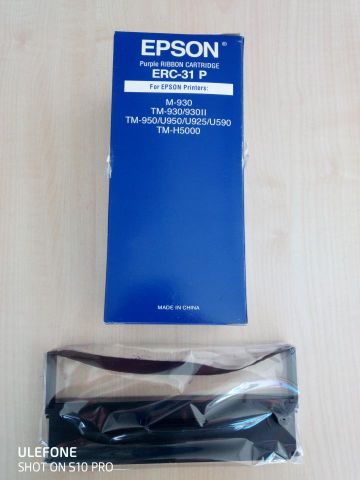 EPSON®
Purple RIBBON CARTRIDGE
ERC-31 P
For EPSON Printers:
M-930
TM-930/930II
TM-950/U950/U925/U590
TM-H5000
MADE IN CHINA
ULEFONE
SHOT ON S10 PRO